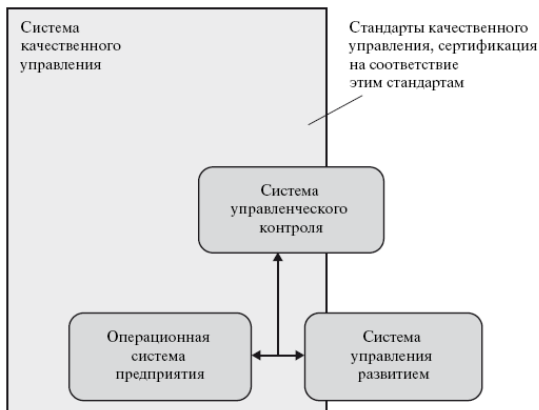 Система
качественного
управления
Стандарты качественного
управления, сертификация
на соответствие
этим стандартам
Система
управленческого
контроля
Операционная
система
предприятия
Система
управления
развитием